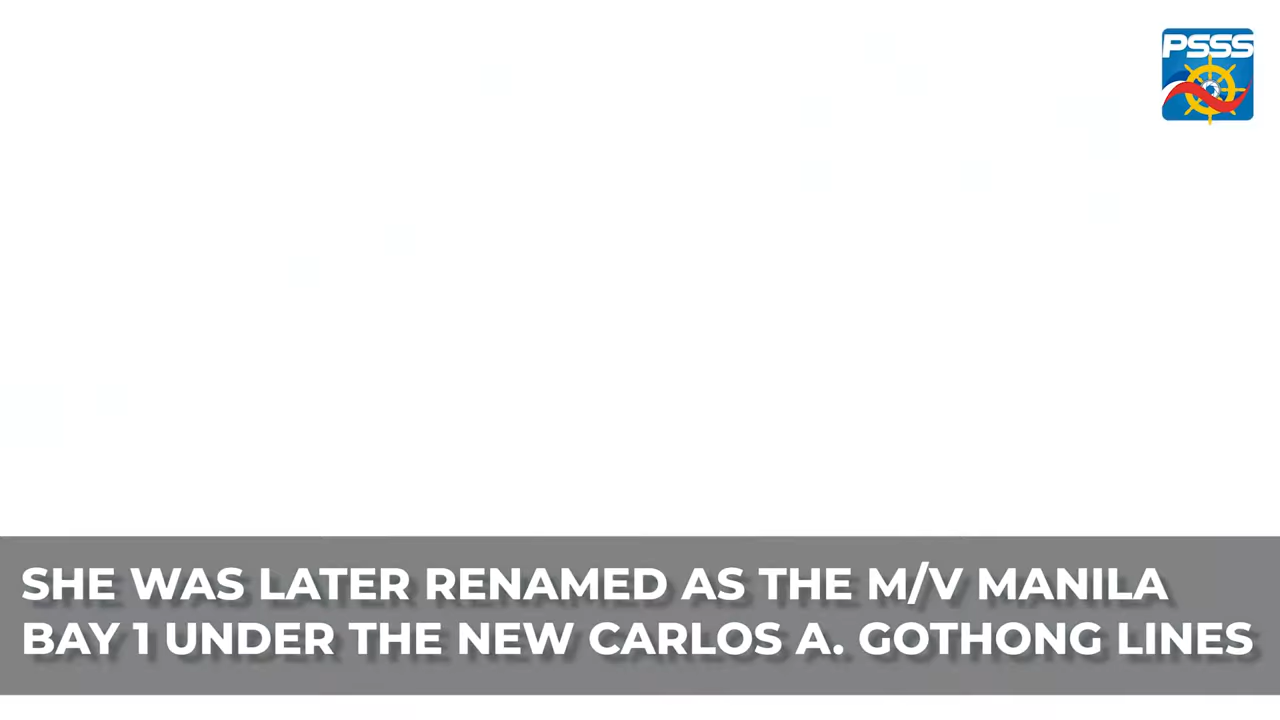 PSSS
SHE WAS LATER RENAMED AS THE M/V MANILA
BAY 1 UNDER THE NEW CARLOS A. GOTHONG LINES